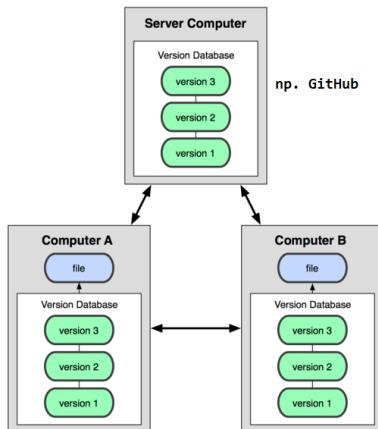 Server Computer
Version Database
version 3
version 2
version 1
np. GitHub
Computer A
file
Version Database
version 3
version 2
version 1
Computer B
file
Version Database
version 3
version 2
version 1